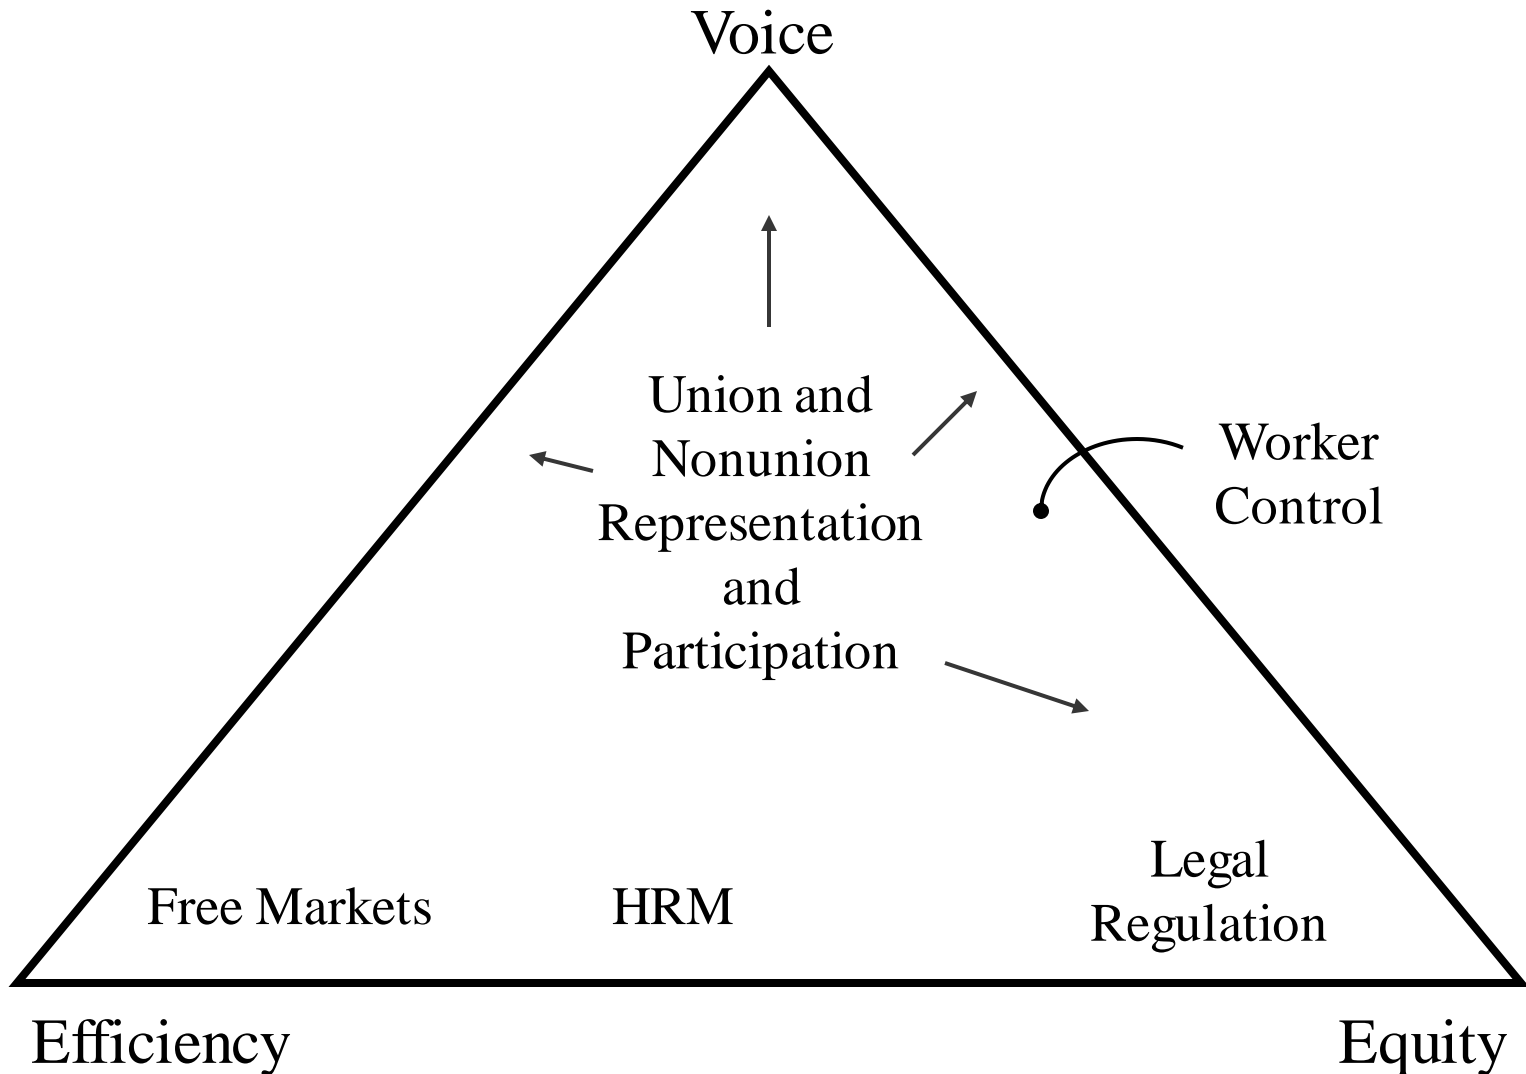 Voice
Union and
Nonunion
Representation
and
Participation
Worker
Control
Free Markets
HRM
Legal
Regulation
Efficiency
Equity